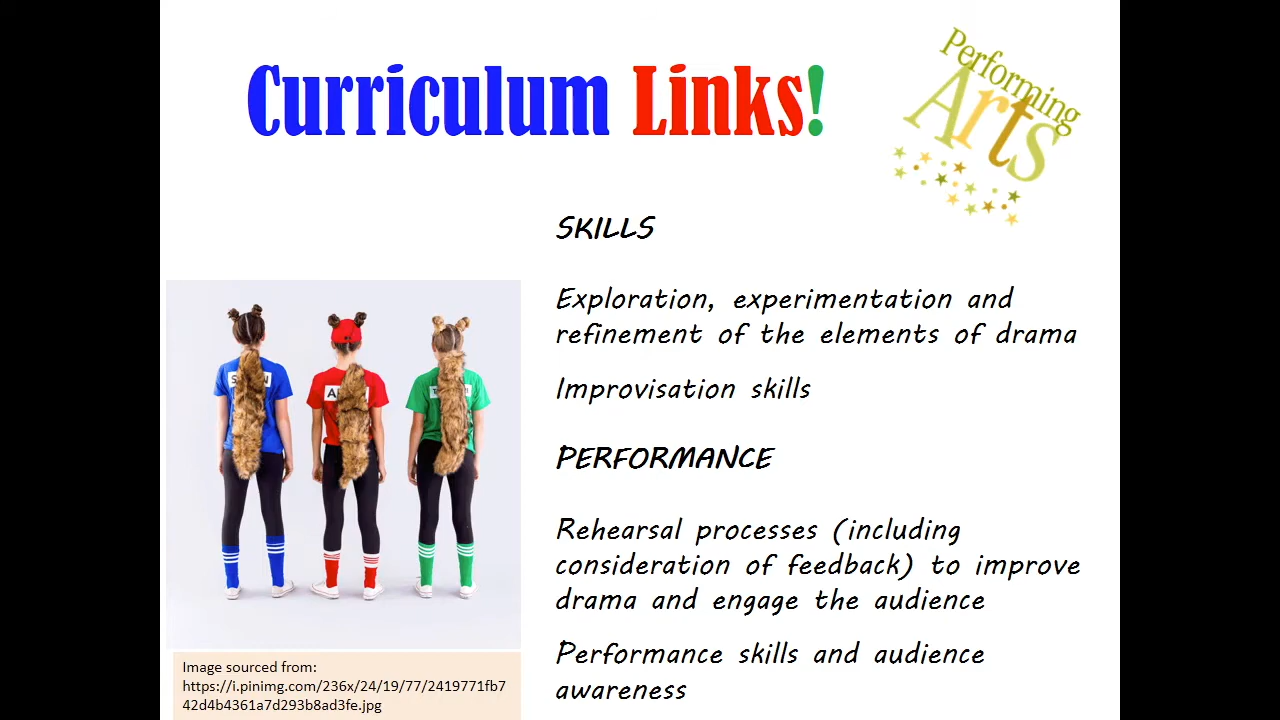 Curriculum Links!
Performing
Arts
SKILLS
Exploration, experimentation and
refinement of the elements of drama
Improvisation skills
PERFORMANCE
Rehearsal processes (including
consideration of feedback) to improve
drama and engage the audience
Performance skills and audience
awareness
Image sourced from:
https://i.pinimg.com/236x/24/19/77/2419771fb7
42d4b4361a7d293b8ad3fe.jpg